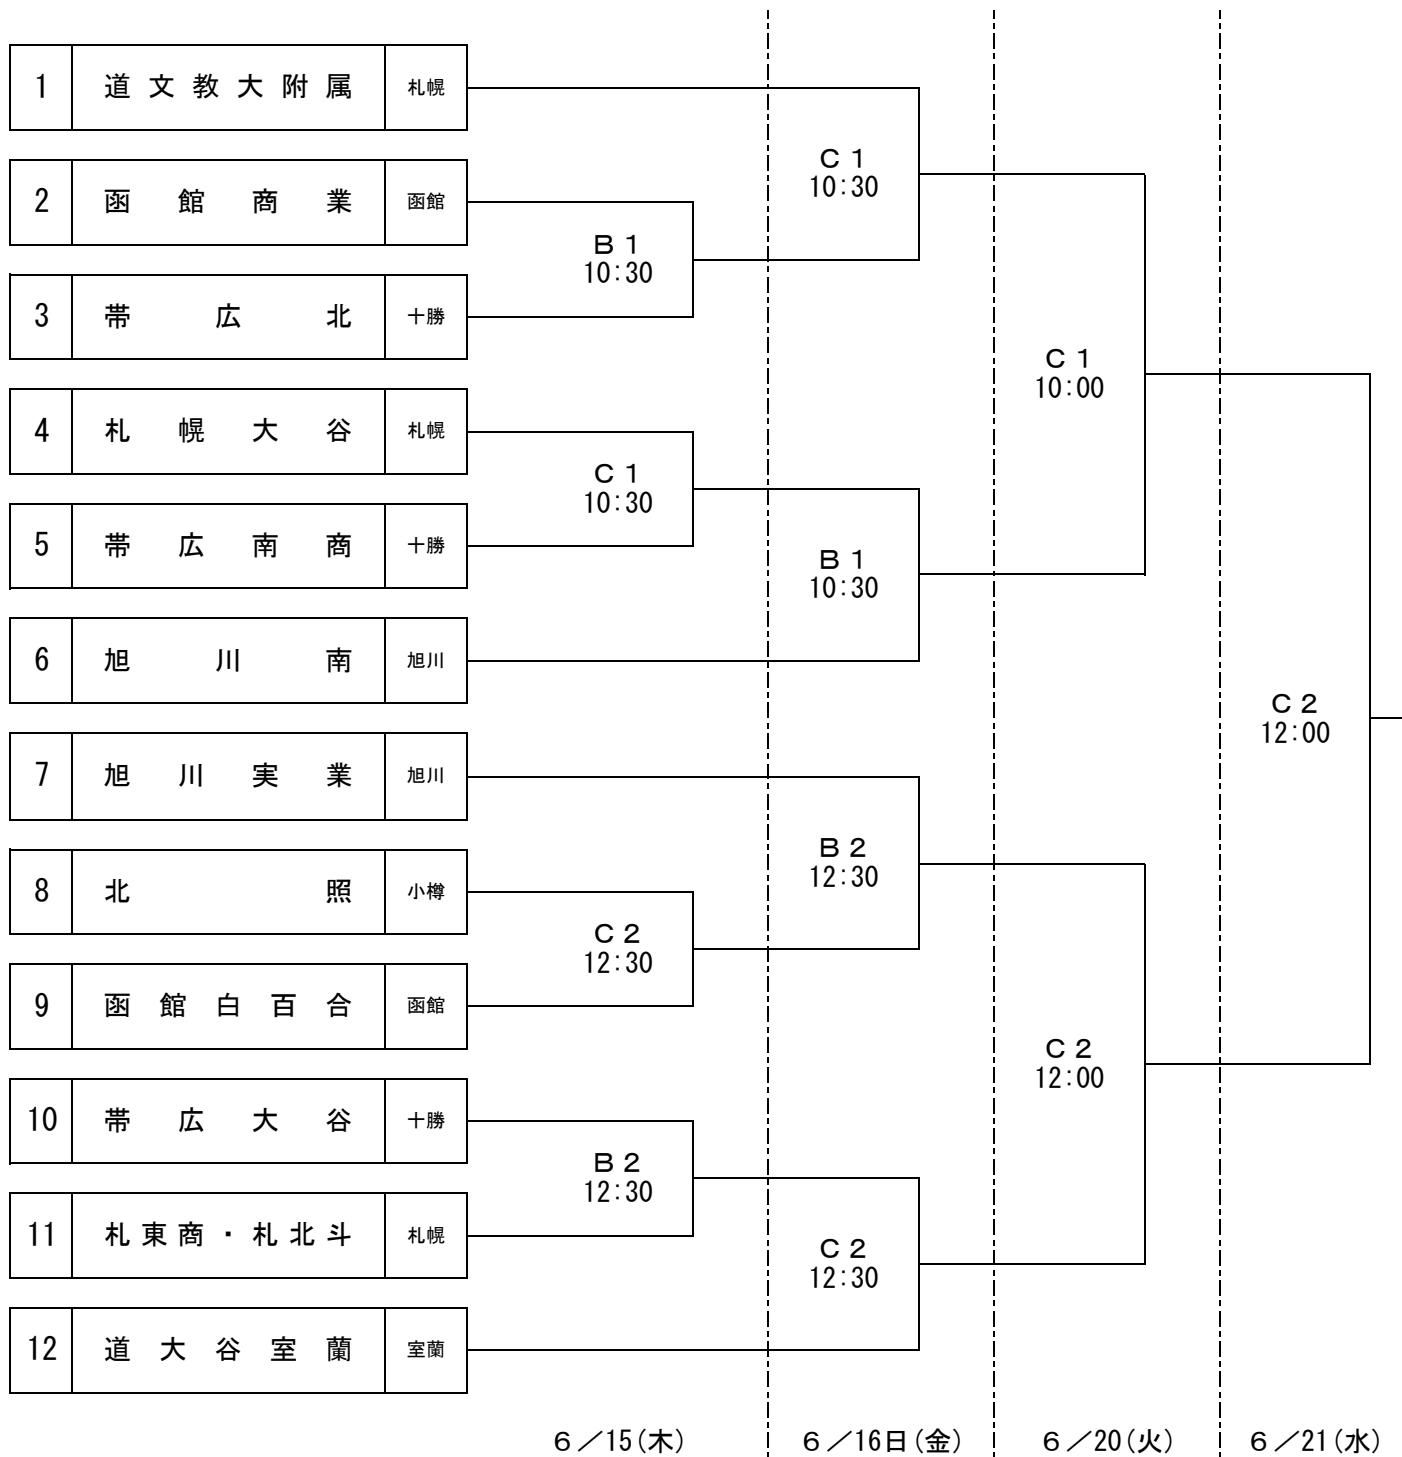 1 道文教大附属 札幌
2 函館商業 函館
3 帯広北 十勝
4 札幌大谷 札幌
5 帯広南商 十勝
6 旭川南 旭川
7 旭川実業 旭川
8 北照 小樽
9 函館白百合 函館
10 帯広大谷 十勝
11 札東商・札北斗 札幌
12 道大谷室蘭 室蘭
B1
10:30
C1
10:30
C2
12:30
B2
12:30
C1
10:30
B1
10:30
B2
12:30
C2
12:30
C1
10:00
C2
12:00
C2
12:00
6/15(木) 6/16日(金) 6/20(火) 6/21(水)